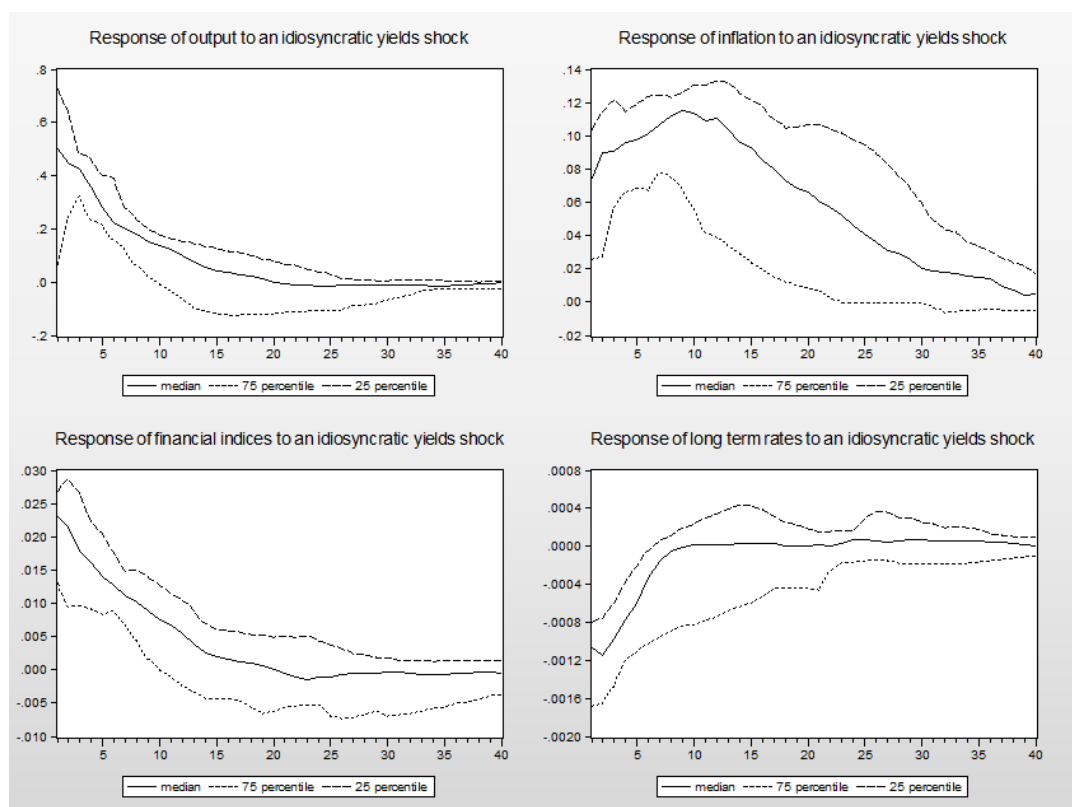 Response of output to an idiosyncratic yields shock
.8
.6
.4
.2
.0
-.2
5 10 15 20 25 30 35 40
median 75 percentile 25 percentile
Response of inflation to an idiosyncratic yields shock
.14
.12
.10
.08
.06
.04
.02
.00
-.02
5 10 15 20 25 30 35 40
median 75 percentile 25 percentile
Response of financial indices to an idiosyncratic yields shock
.030
.025
.020
.015
.010
.005
.000
-.005
-.010
5 10 15 20 25 30 35 40
median 75 percentile 25 percentile
Response of long term rates to an idiosyncratic yields shock
.0008
.0004
.0000
-.0004
-.0008
-.0012
-.0016
-.0020
5 10 15 20 25 30 35 40
median 75 percentile 25 percentile